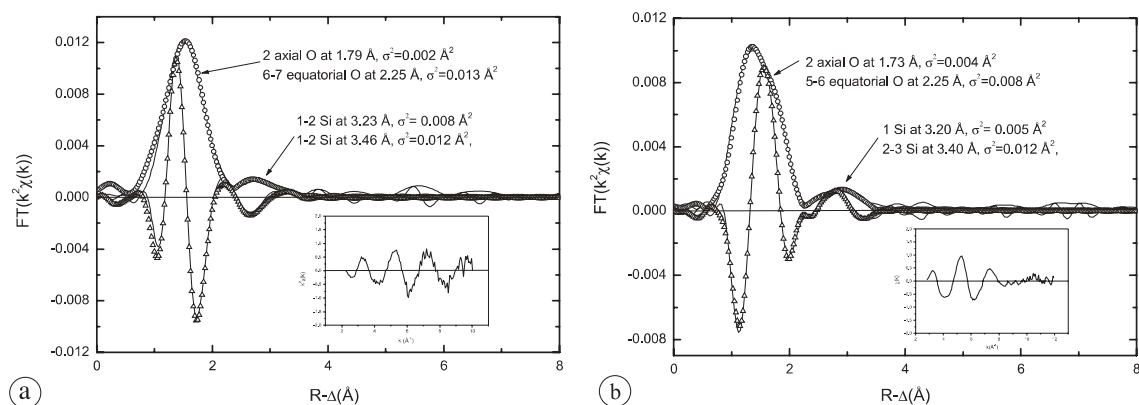 a
FT(k²χ(k))
0.012
0.008
0.004
0.000
-0.004
-0.008
-0.012
2 axial O at 1.79 Å, σ²=0.002 Å²
6-7 equatorial O at 2.25 Å, σ²=0.013 Å²
1-2 Si at 3.23 Å, σ²= 0.008 Å²
1-2 Si at 3.46 Å, σ²=0.012 Å²,
0 2 4 6 8
R-Δ(Å)
b
FT(k²χ(k))
0.012
0.008
0.004
0.000
-0.004
-0.008
2 axial O at 1.73 Å, σ²=0.004 Å²
5-6 equatorial O at 2.25 Å, σ²=0.008 Å²
1 Si at 3.20 Å, σ²= 0.005 Å²
2-3 Si at 3.40 Å, σ²=0.012 Å²,
0 2 4 6 8
R-Δ(Å)